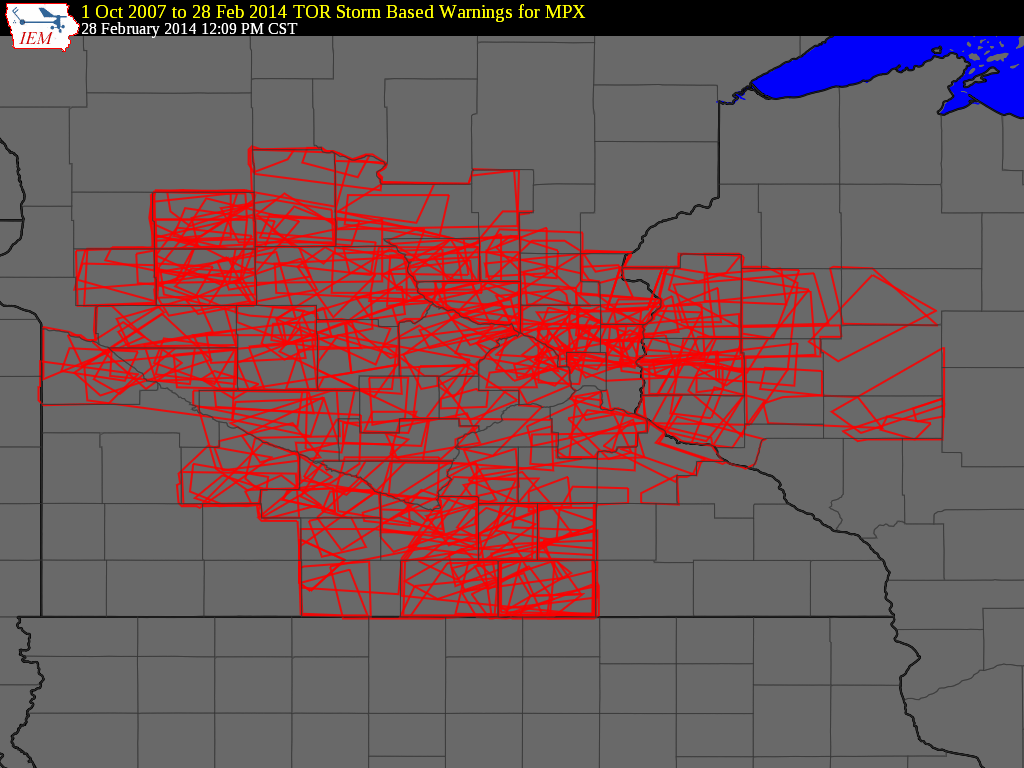 1 Oct 2007 to 28 Feb 2014 TOR Storm Based Warnings for MPX
28 February 2014 12:09 PM CST
IEM